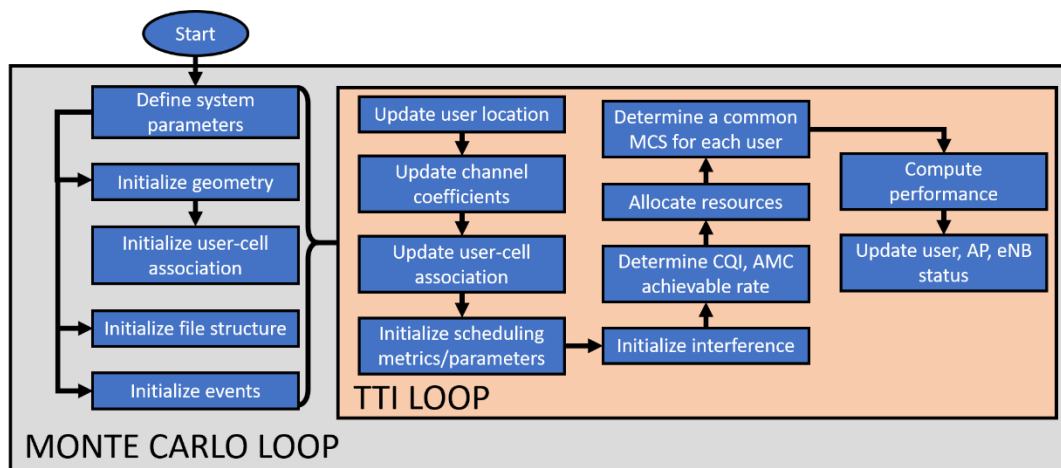 Start
Define system
parameters
Initialize geometry
Initialize user-cell
association
Initialize file structure
Initialize events
Update user location
Update channel
coefficients
Update user-cell
association
Initialize scheduling
metrics/parameters
Initialize interference
Determine CQI, AMC
achievable rate
Allocate resources
Determine a common
MCS for each user
Compute
performance
Update user, AP, eNB
status
TTI LOOP
MONTE CARLO LOOP